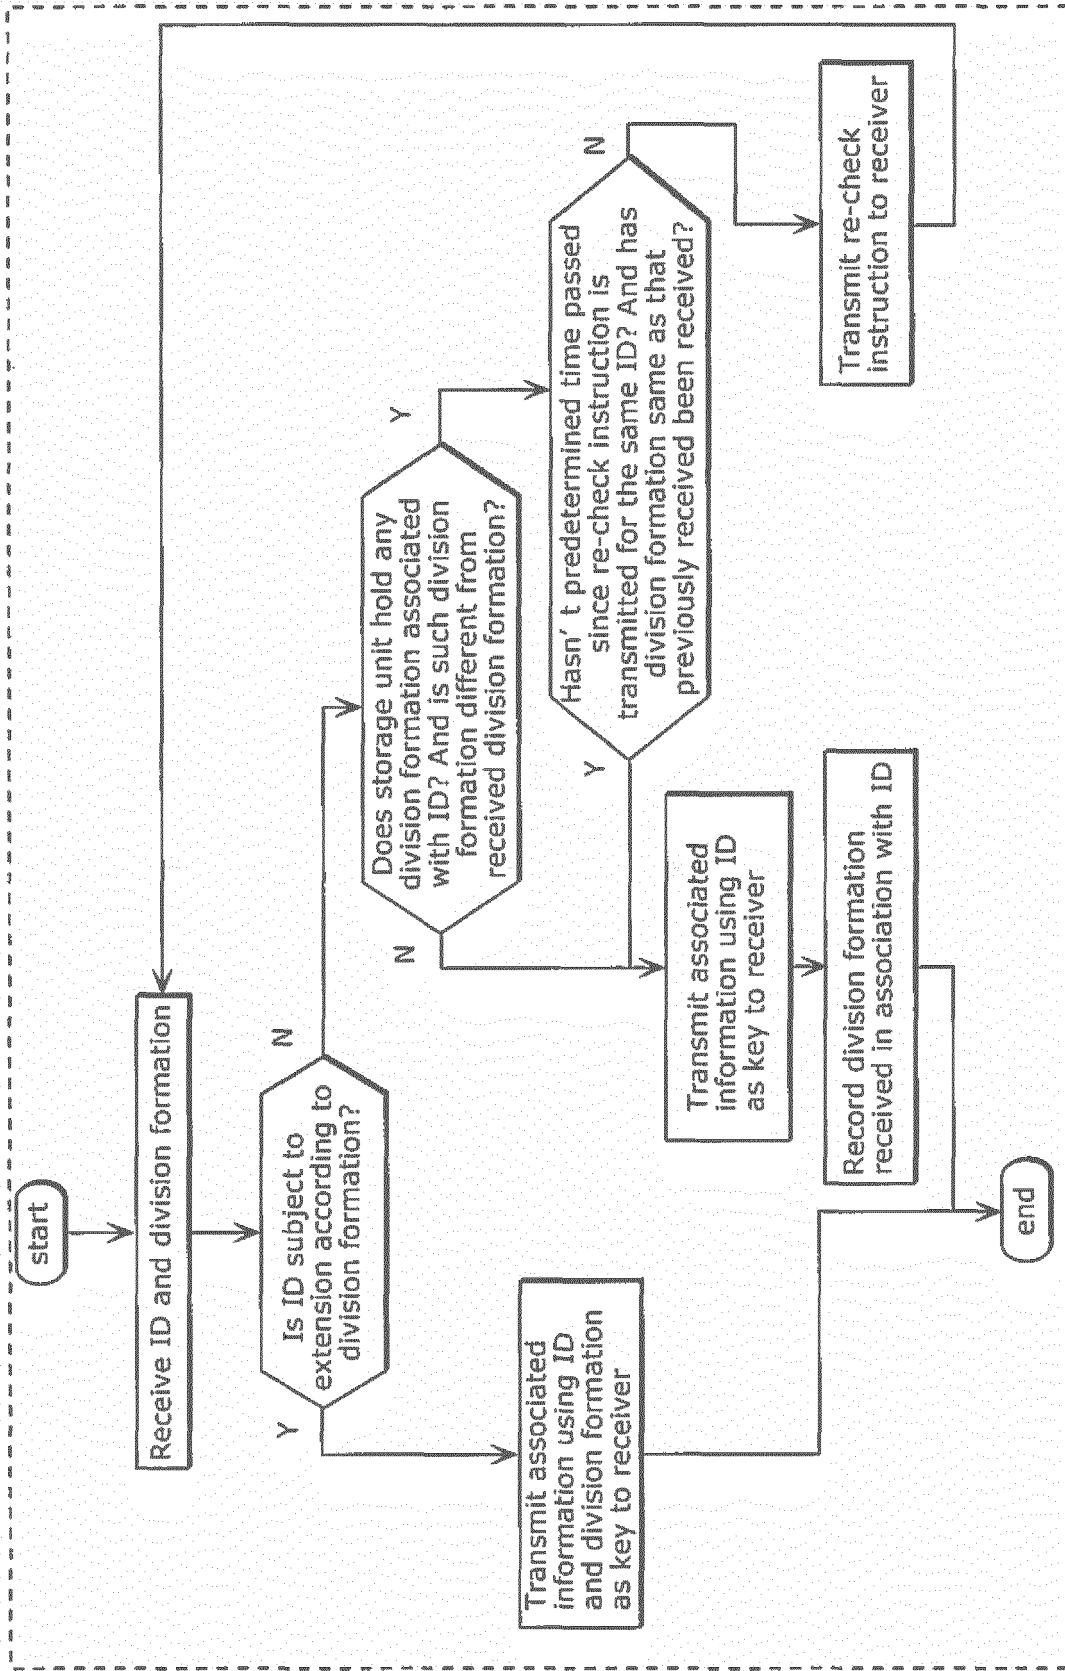 start
Receive ID and division formation
Is ID subject to
extension according to
division formation?
Y
N
Transmit associated
information using ID
and division formation
as key to receiver
Does storage unit hold any
division formation associated
with ID? And is such division
formation different from
received division formation?
N
Y
Hasn't predetermined time passed
since re-check instruction is
transmitted for the same ID? And has
division formation same as that
previously received been received?
Y
N
Transmit associated
information using ID
as key to receiver
Record division formation
received in association with ID
Transmit re-check
instruction to receiver
end